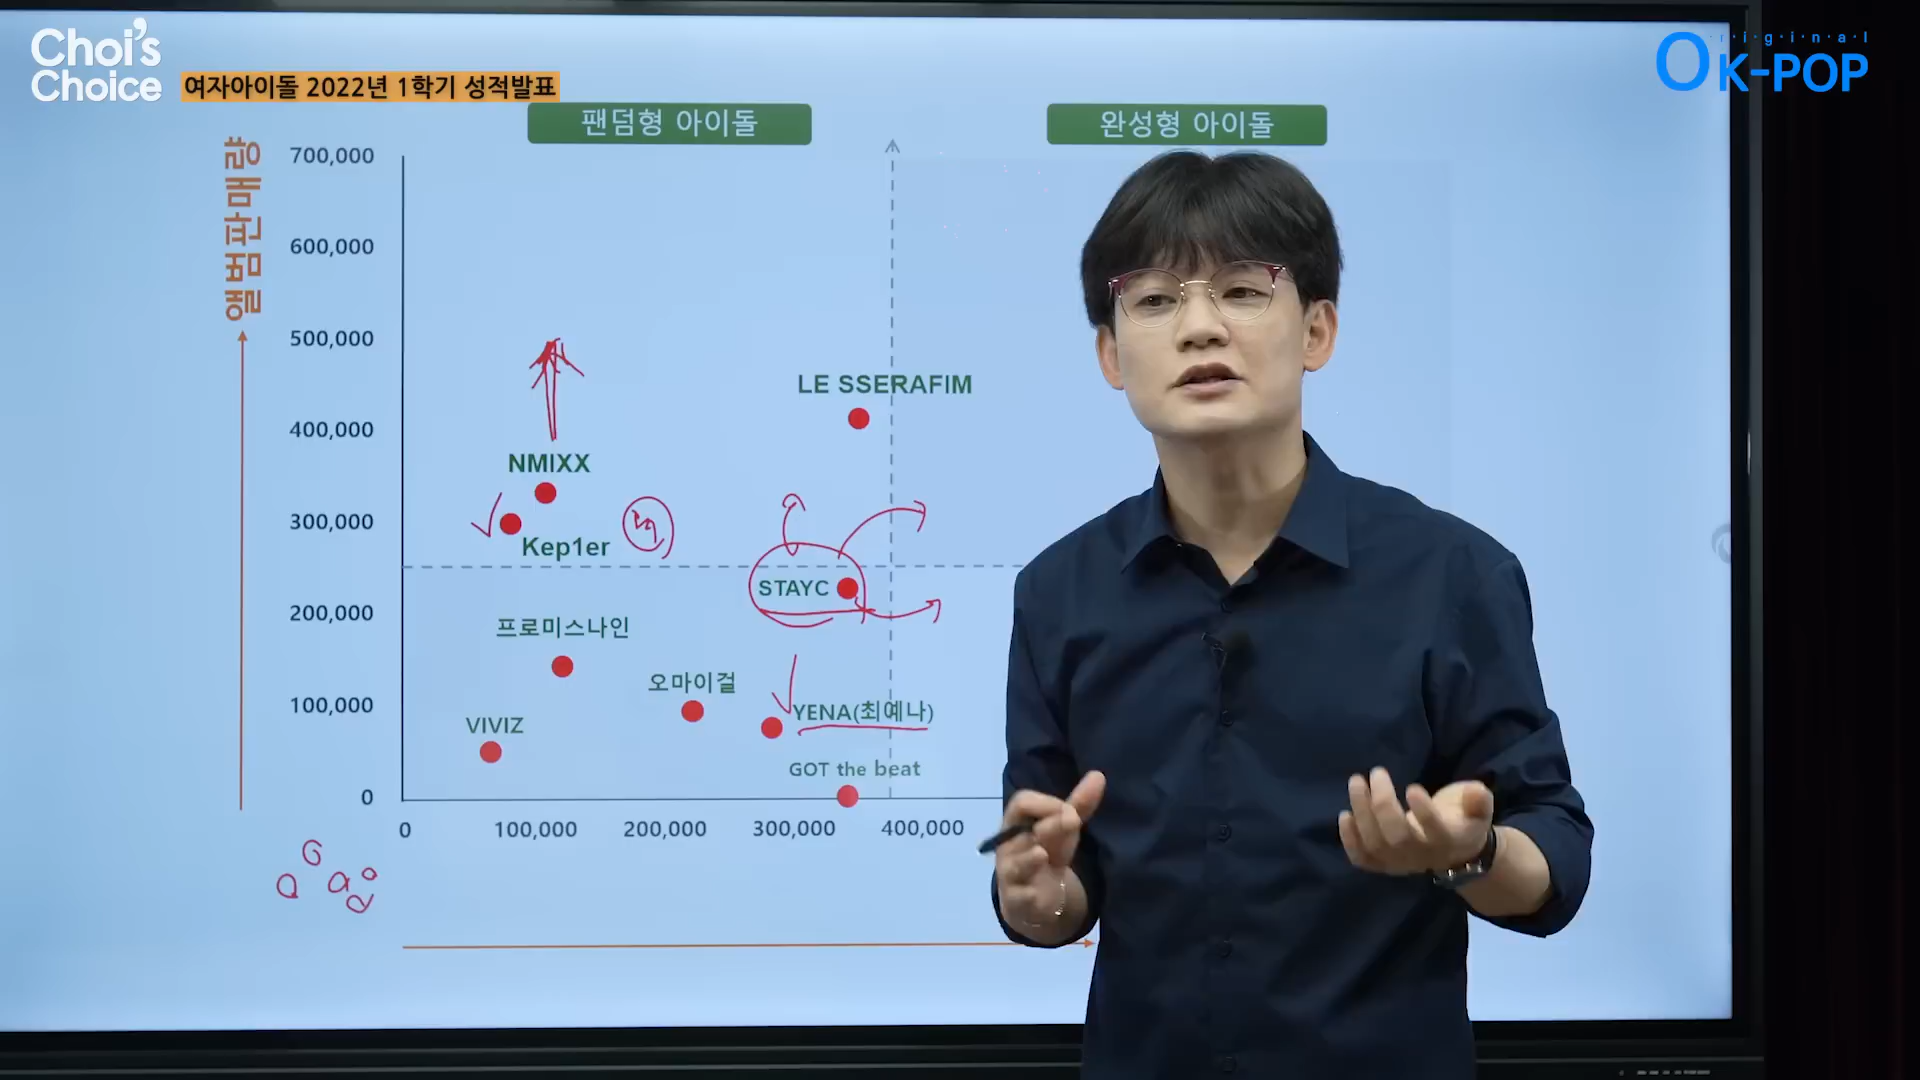 Choi's
Choice
여자아이돌 2022년 1학기 성적발표
Original
K-POP
팬덤형 아이돌
완성형 아이돌
앨범판매량
700,000
600,000
500,000
400,000
300,000
200,000
100,000
0
LE SSERAFIM
NMIXX
Kep1er
STAYC
프로미스나인
오마이걸
YENA(최예나)
VIVIZ
GOT the beat
0
100,000
200,000
300,000
400,000